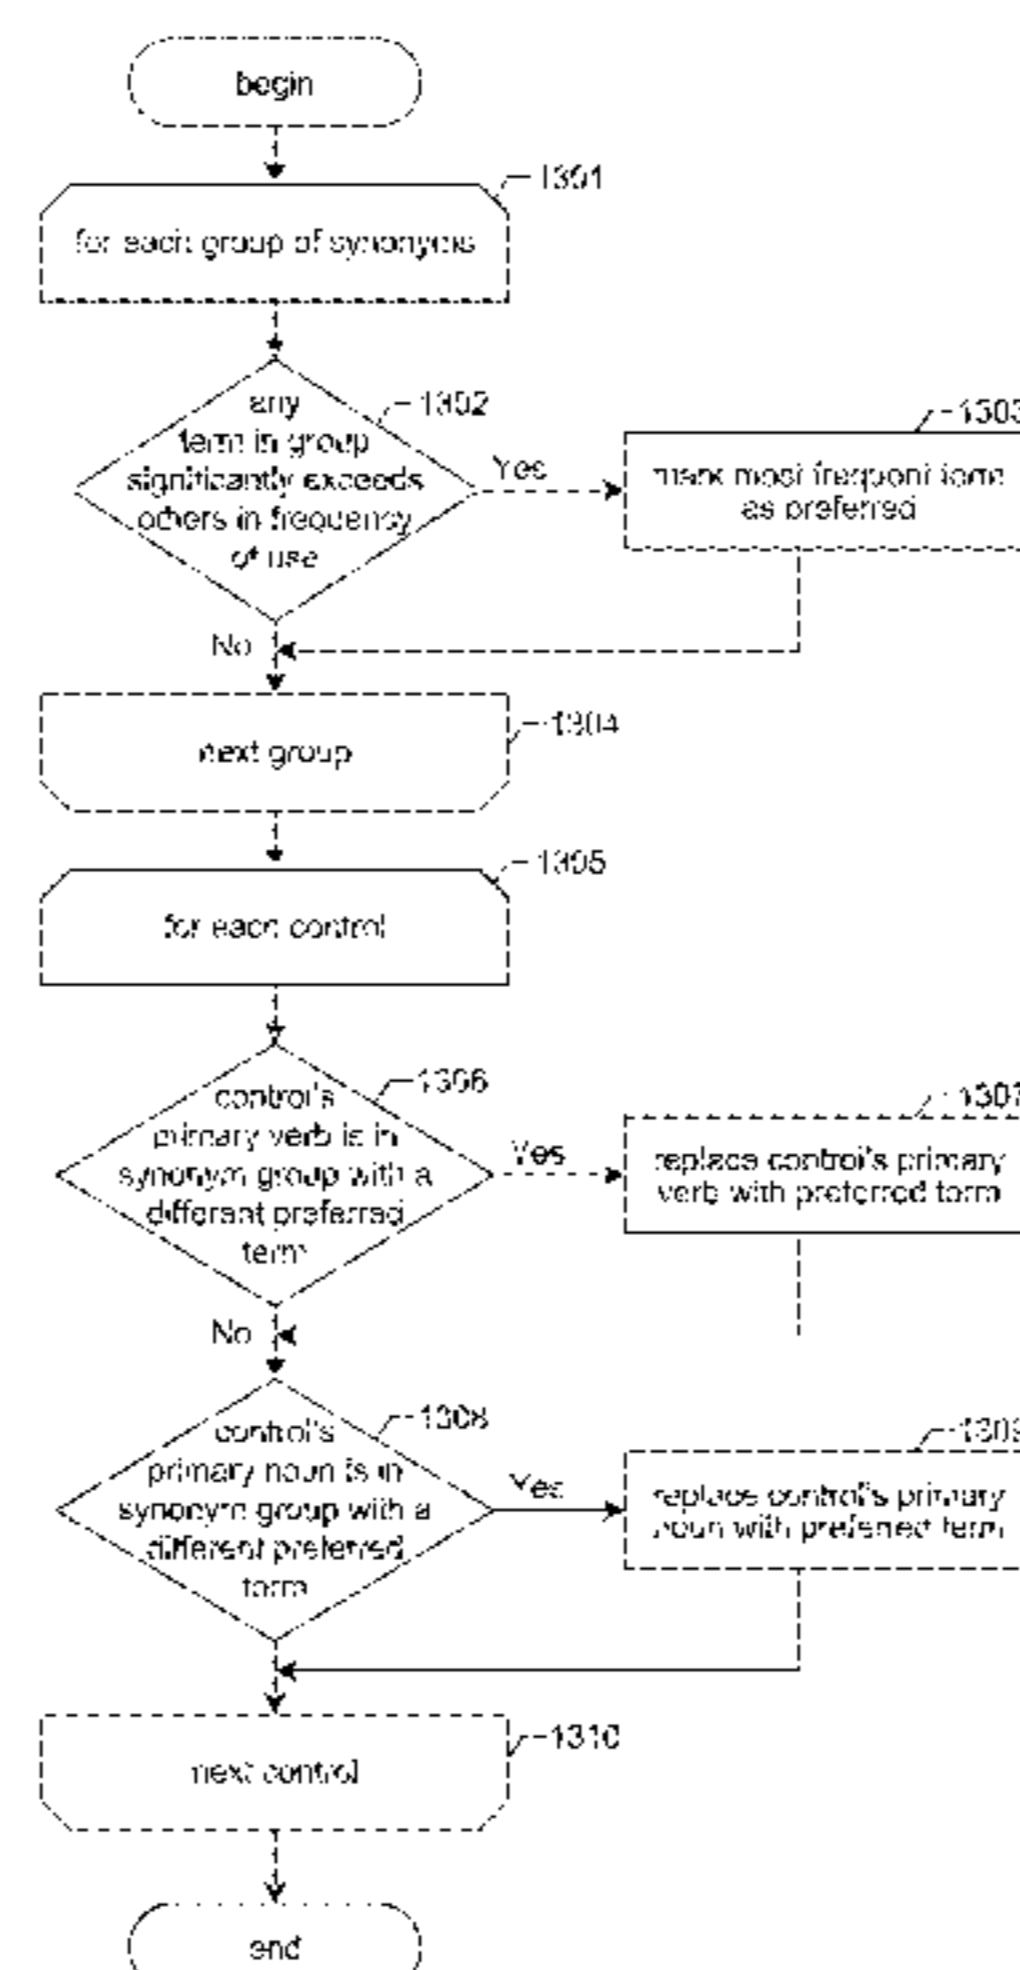 begin
1301
for each group of synonyms
any
term in group
significantly exceeds
others in frequency
of use
1302
Yes
1303
mark most frequent term
as preferred
No
next group
1304
1305
for each control
control's
primary verb is in
synonym group with a
different preferred
term
1306
Yes
1307
replace control's primary
verb with preferred term
No
control's
primary noun is in
synonym group with a
different preferred
term
1308
Yes
1309
replace control's primary
noun with preferred term
next control
1310
end